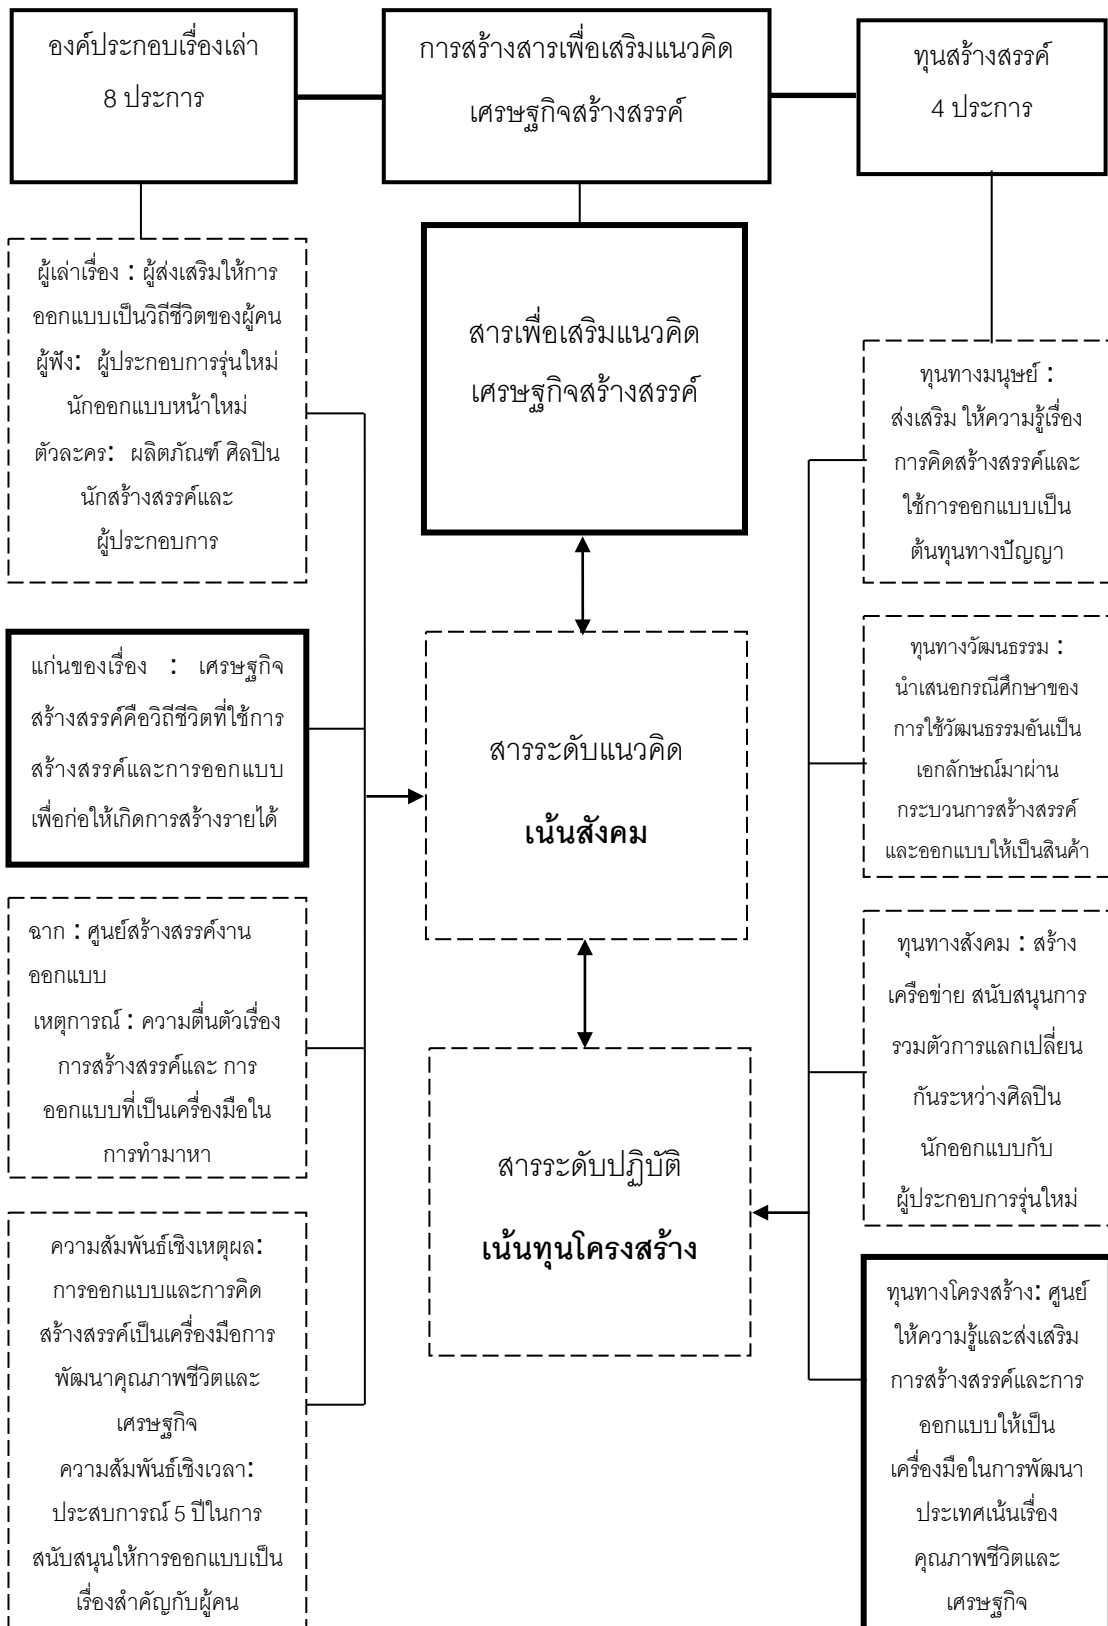 องค์ประกอบเรื่องเล่า
8 ประการ
การสร้างสารเพื่อเสริมแนวคิด
เศรษฐกิจสร้างสรรค์
ทุนสร้างสรรค์
4 ประการ
ผู้เล่าเรื่อง : ผู้ส่งเสริมให้การ
ออกแบบเป็นวิถีชีวิตของผู้คน
ผู้ฟัง: ผู้ประกอบการรุ่นใหม่
นักออกแบบหน้าใหม่
ตัวละคร: ผลิตภัณฑ์ ศิลปิน
นักสร้างสรรค์และ
ผู้ประกอบการ
แก่นของเรื่อง : เศรษฐกิจ
สร้างสรรค์คือวิถีชีวิตที่ใช้การ
สร้างสรรค์และการออกแบบ
เพื่อก่อให้เกิดการสร้างรายได้
ฉาก : ศูนย์สร้างสรรค์งาน
ออกแบบ
เหตุการณ์ : ความตื่นตัวเรื่อง
การสร้างสรรค์และ การ
ออกแบบที่เป็นเครื่องมือใน
การทำมาหา
ความสัมพันธ์เชิงเหตุผล:
การออกแบบและการคิด
สร้างสรรค์เป็นเครื่องมือการ
พัฒนาคุณภาพชีวิตและ
เศรษฐกิจ
ความสัมพันธ์เชิงเวลา:
ประสบการณ์ 5 ปีในการ
สนับสนุนให้การออกแบบเป็น
เรื่องสำคัญกับผู้คน
สารเพื่อเสริมแนวคิด
เศรษฐกิจสร้างสรรค์
สารระดับแนวคิด
เน้นสังคม
สารระดับปฏิบัติ
เน้นทุนโครงสร้าง
ทุนทางมนุษย์ :
ส่งเสริม ให้ความรู้เรื่อง
การคิดสร้างสรรค์และ
ใช้การออกแบบเป็น
ต้นทุนทางปัญญา
ทุนทางวัฒนธรรม :
นำเสนอกรณีศึกษาของ
การใช้วัฒนธรรมอันเป็น
เอกลักษณ์มาผ่าน
กระบวนการสร้างสรรค์
และออกแบบให้เป็นสินค้า
ทุนทางสังคม : สร้าง
เครือข่าย สนับสนุนการ
รวมตัวการแลกเปลี่ยน
กันระหว่างศิลปิน
นักออกแบบกับ
ผู้ประกอบการรุ่นใหม่
ทุนทางโครงสร้าง: ศูนย์
ให้ความรู้และส่งเสริม
การสร้างสรรค์และการ
ออกแบบให้เป็น
เครื่องมือในการพัฒนา
ประเทศเน้นเรื่อง
คุณภาพชีวิตและ
เศรษฐกิจ